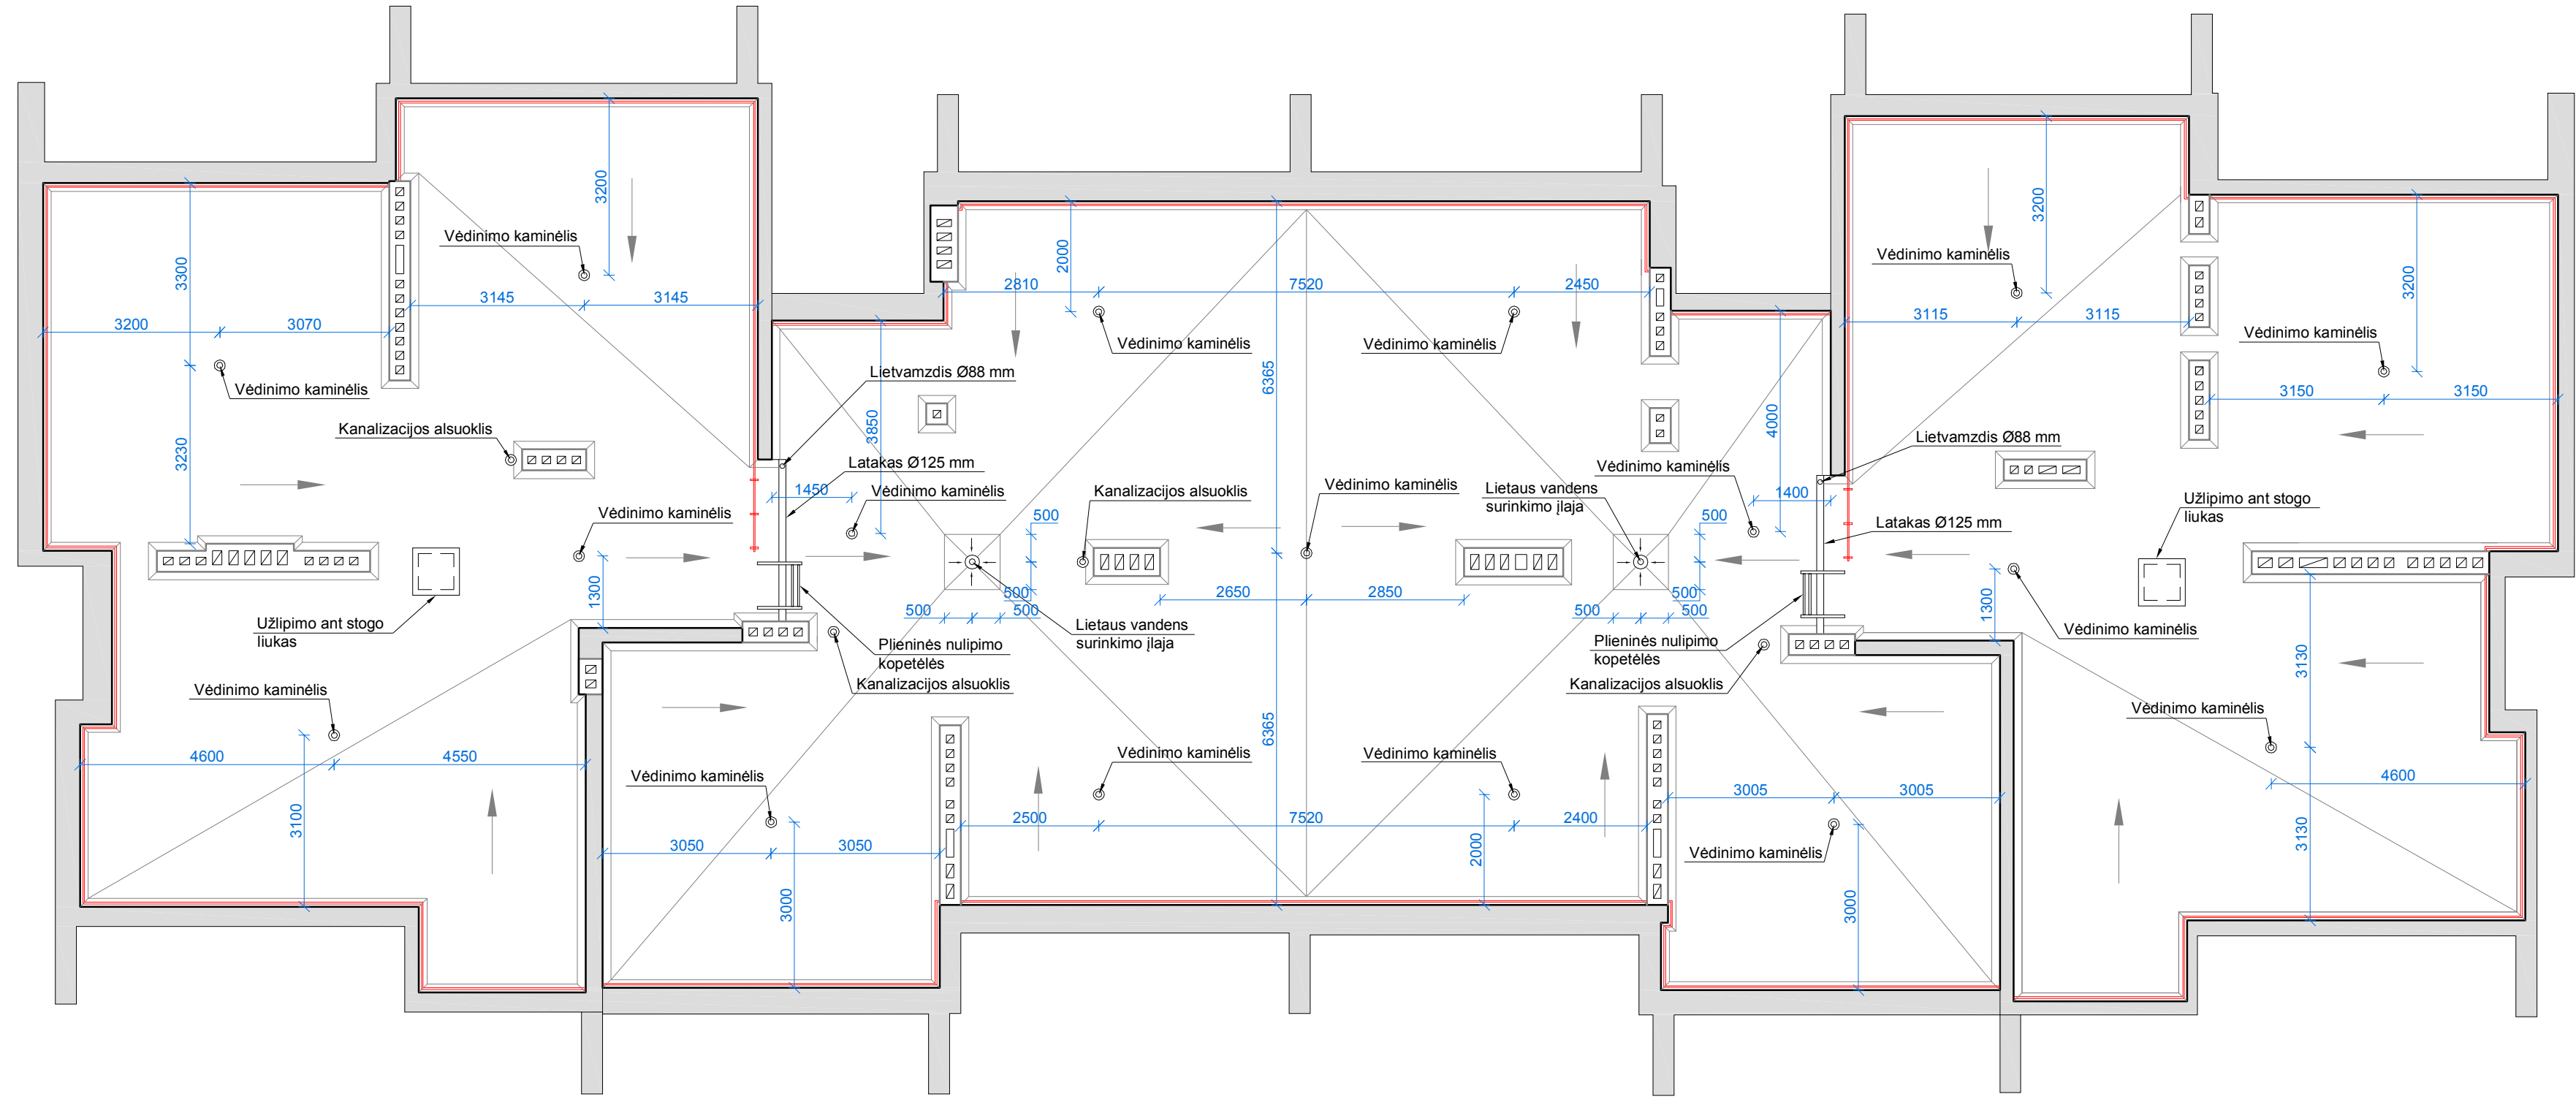 Vėdinimo kaminėlis
3200
3300
3145
3145
3200
3070
Vėdinimo kaminėlis
Kanalizacijos alsuoklis
3230
Vėdinimo kaminėlis
Užlipimo ant stogo
liukas
1300
Vėdinimo kaminėlis
4600
4550
3100
2000
2810
7520
2450
Vėdinimo kaminėlis
Vėdinimo kaminėlis
Lietvamzdis Ø88 mm
3850
6365
4000
Latakas Ø125 mm
1450
Vėdinimo kaminėlis
Kanalizacijos alsuoklis
Vėdinimo kaminėlis
Lietaus vandens
surinkimo įlaja
Vėdinimo kaminėlis
1400
500
500
500
500
500
500
500
500
2650
2850
Lietaus vandens
surinkimo įlaja
Plieninės nulipimo
kopetėlės
Kanalizacijos alsuoklis
Plieninės nulipimo
kopetėlės
Kanalizacijos alsuoklis
6365
Vėdinimo kaminėlis
Vėdinimo kaminėlis
Vėdinimo kaminėlis
2500
7520
2400
2000
3050
3050
3000
3005
3005
Vėdinimo kaminėlis
3000
3200
Vėdinimo kaminėlis
3115
3115
3200
Vėdinimo kaminėlis
3150
3150
Lietvamzdis Ø88 mm
Latakas Ø125 mm
Užlipimo ant stogo
liukas
1300
Vėdinimo kaminėlis
3130
Vėdinimo kaminėlis
4600
3130